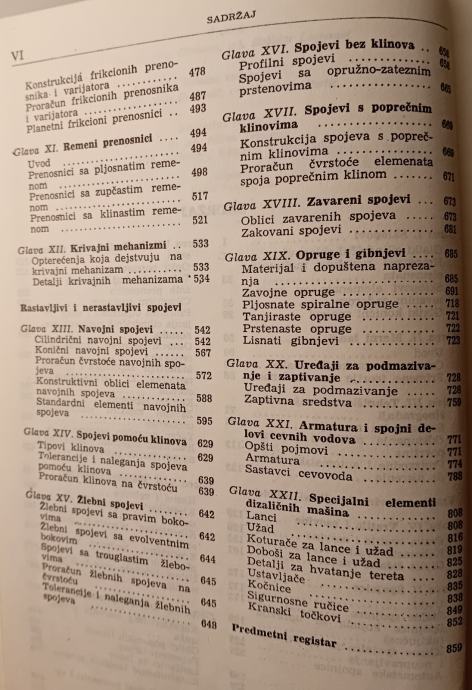 SADRŽAJ
VI
Konstrukcija frikcionih preno-
snika i varijatora .......... 478
Proračun frikcionih prenosnika
i varijatora ............... 487
Planetni frikcioni prenosnici .. 493
Glava XI. Remeni prenosnici .... 494
Uvod .................... 494
Prenosnici sa pljosnatim reme-
nom .................... 498
Prenosnici sa zupčastim reme-
nom .................... 517
Prenosnici sa klinastim reme-
nom .................... 521
Glava XII. Krivajni mehanizmi .. 533
Opterećenja koja dejstvuju na
krivajni mehanizam .......... 533
Detalji krivajnih mehanizama 534
Rastavljivi i nerastavljivi spojevi
Glava XIII. Navojni spojevi ..... 542
Cilindrični navojni spojevi .. 542
Konični navojni spojevi ..... 567
Proračun čvrstoće navojnih spo-
jeva .................... 572
Konstruktivni oblici elemenata
navojnih spojeva .......... 588
Standardni elementi navojnih
spojeva .................. 595
Glava XIV. Spojevi pomoću klinova 629
Tipovi klinova ............ 629
Tolerancije i naleganja spojeva
pomoću klinova ............ 639
Proračun klinova na čvrstoću 639
Glava XV. Žlebni spojevi ....... 642
Žlebni spojevi sa pravim boko-
vima .................... 642
Žlebni spojevi sa evolventnim
bokovim .................. 644
Spojevi sa trouglastim žlebo-
vima .................... 645
Proračun žlebnih spojeva na
čvrstoću ................. 645
Tolerancije i naleganja žlebnih
spojeva .................. 648
Glava XVI. Spojevi bez klinova ..
Profilni spojevi ............
Spojevi sa opružno-zateznim
prstenovima ............... 665
Glava XVII. Spojevi s poprečnim
klinovima ................. 669
Konstrukcija spojeva s popreč-
nim klinovima ............. 669
Proračun čvrstoće elemenata
spoja poprečnim klinom ..... 671
Glava XVIII. Zavareni spojevi ... 673
Oblici zavarenih spojeva ..... 673
Zakovani spojevi ........... 681
Glava XIX. Opruge i gibnjevi .... 685
Materijal i dopuštena napreza-
nja ..................... 685
Zavojne opruge ............ 691
Pljosnate spiralne opruge .... 718
Tanjiraste opruge .......... 721
Prstenaste opruge .......... 722
Lisnati gibnjevi ............ 723
Glava XX. Uređaji za podmaziva-
nje i zaptivanje ............ 728
Uređaji za podmazivanje .... 728
Zaptivna sredstva .......... 759
Glava XXI. Armatura i spojni de-
lovi cevnih vodova .......... 771
Opšti pojmovi ............. 771
Armatura ................ 774
Sastavci cevovoda .......... 788
Glava XXII. Specijalni elementi
dizaličnih mašina ........... 808
Lanci ................... 808
Užad ................... 816
Koturače za lance i užad .... 819
Doboši za lance i užad ...... 825
Detalji za hvatanje tereta ... 828
Ustavljače ............... 835
Kočnice ................. 838
Sigurnosne ručice .......... 849
Kranski točkovi ............ 852
Predmetni registar ............ 859